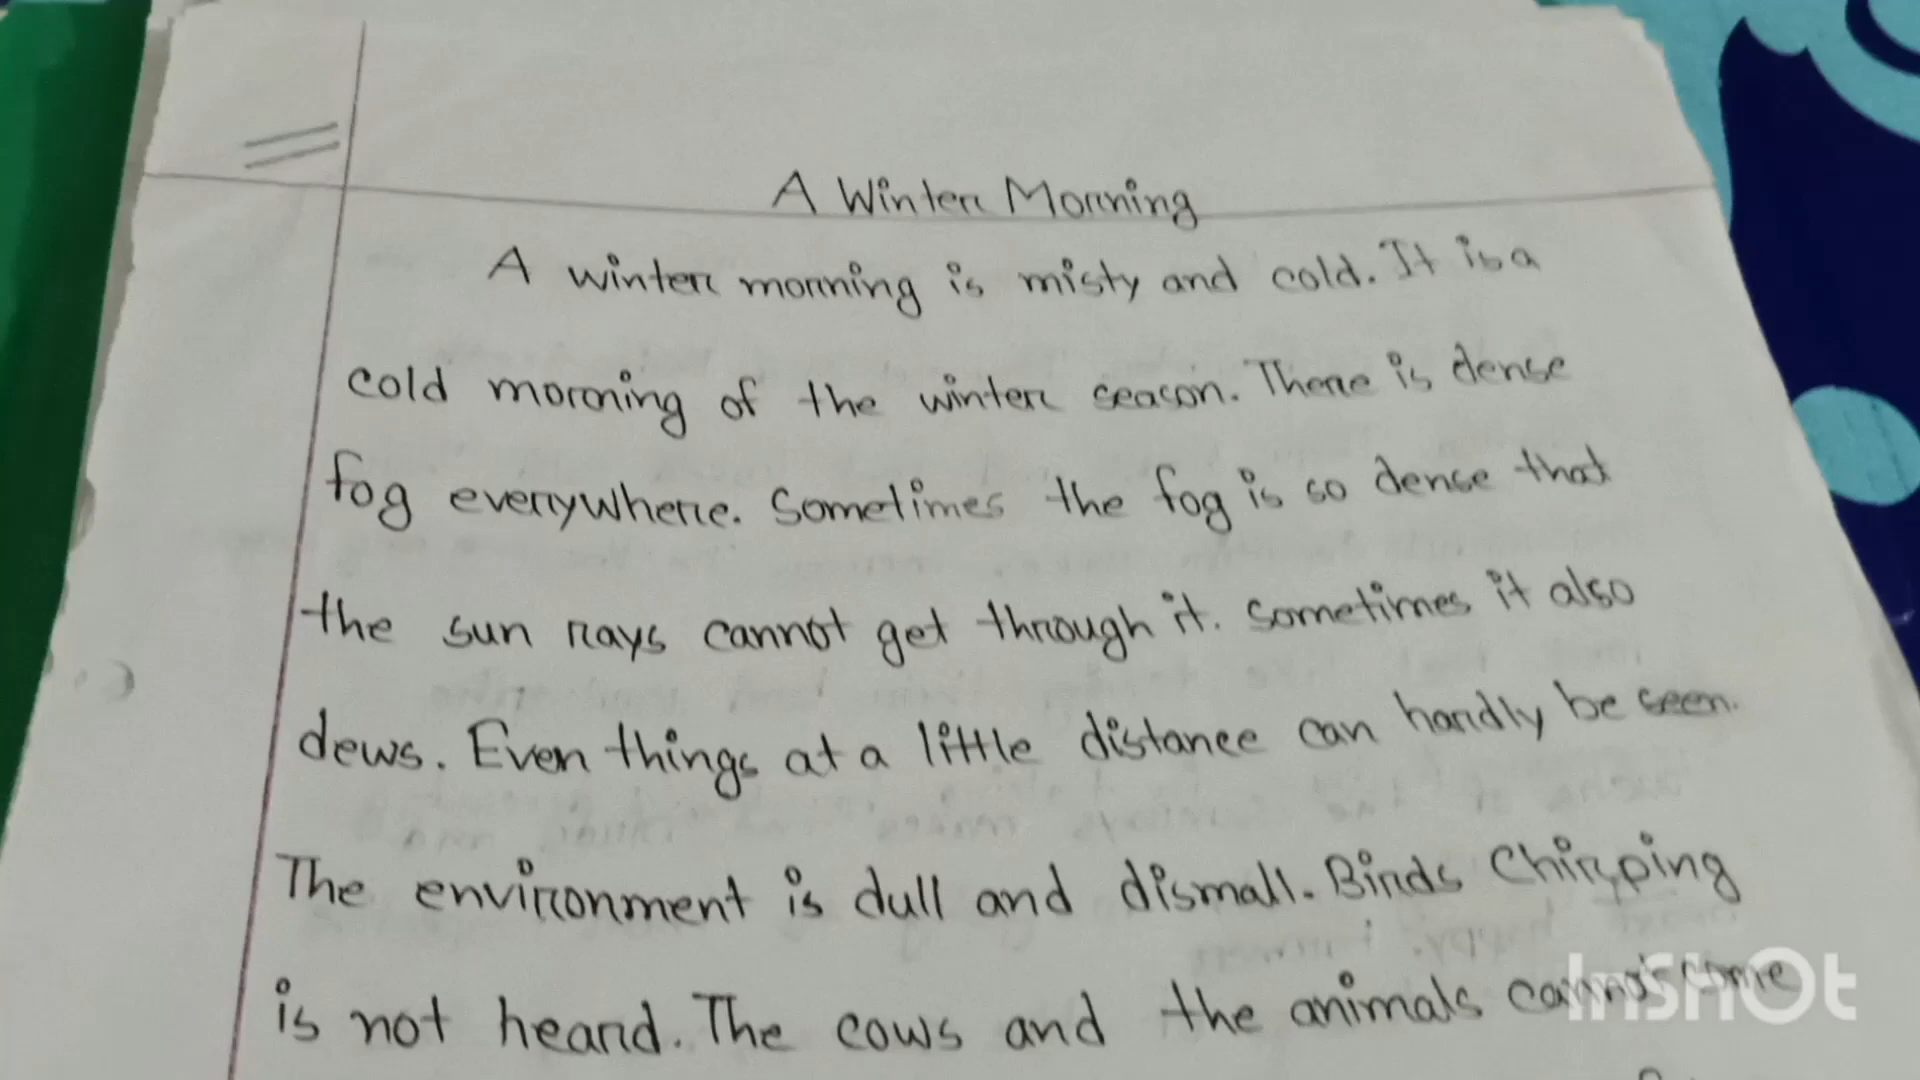 A Winter Morning
A winter morning is misty and cold. It is a
cold morning of the winter season. There is dense
fog everywhere. Sometimes the fog is so dense that
the sun rays cannot get through it. Sometimes it also
dews. Even things at a little distance can hardly be seen.
The environment is dull and dismall. Birds Chirping
is not heard. The cows and the animals cannot come
InShOt